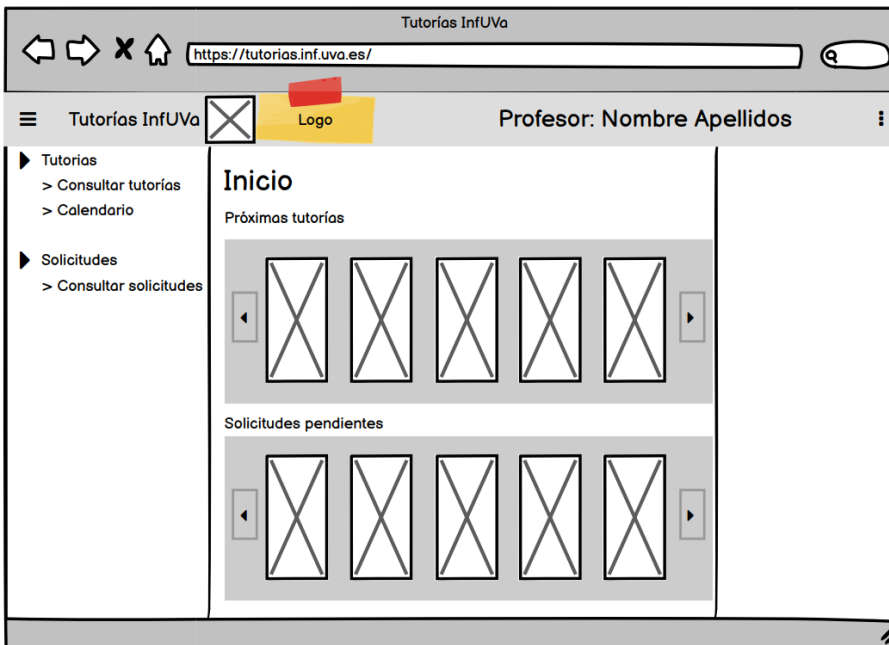 Tutorías InfUVa
https://tutorias.inf.uva.es/
Tutorías InfUVa
Logo
Profesor: Nombre Apellidos
Tutorias
> Consultar tutorías
> Calendario
Solicitudes
> Consultar solicitudes
Inicio
Próximas tutorías
Solicitudes pendientes